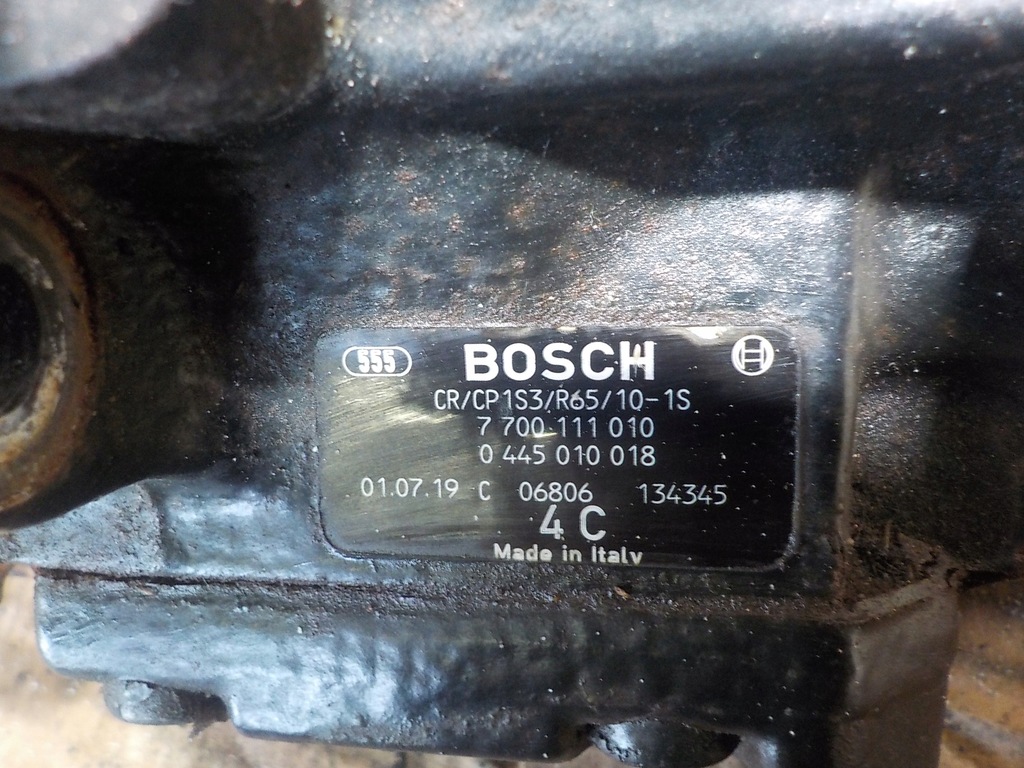 555 BOSCH
CR/CP1S3/R65/10-1S
7 700 111 010
0 445 010 018
01.07.19 C 06806 134345
4 C
Made in Italy